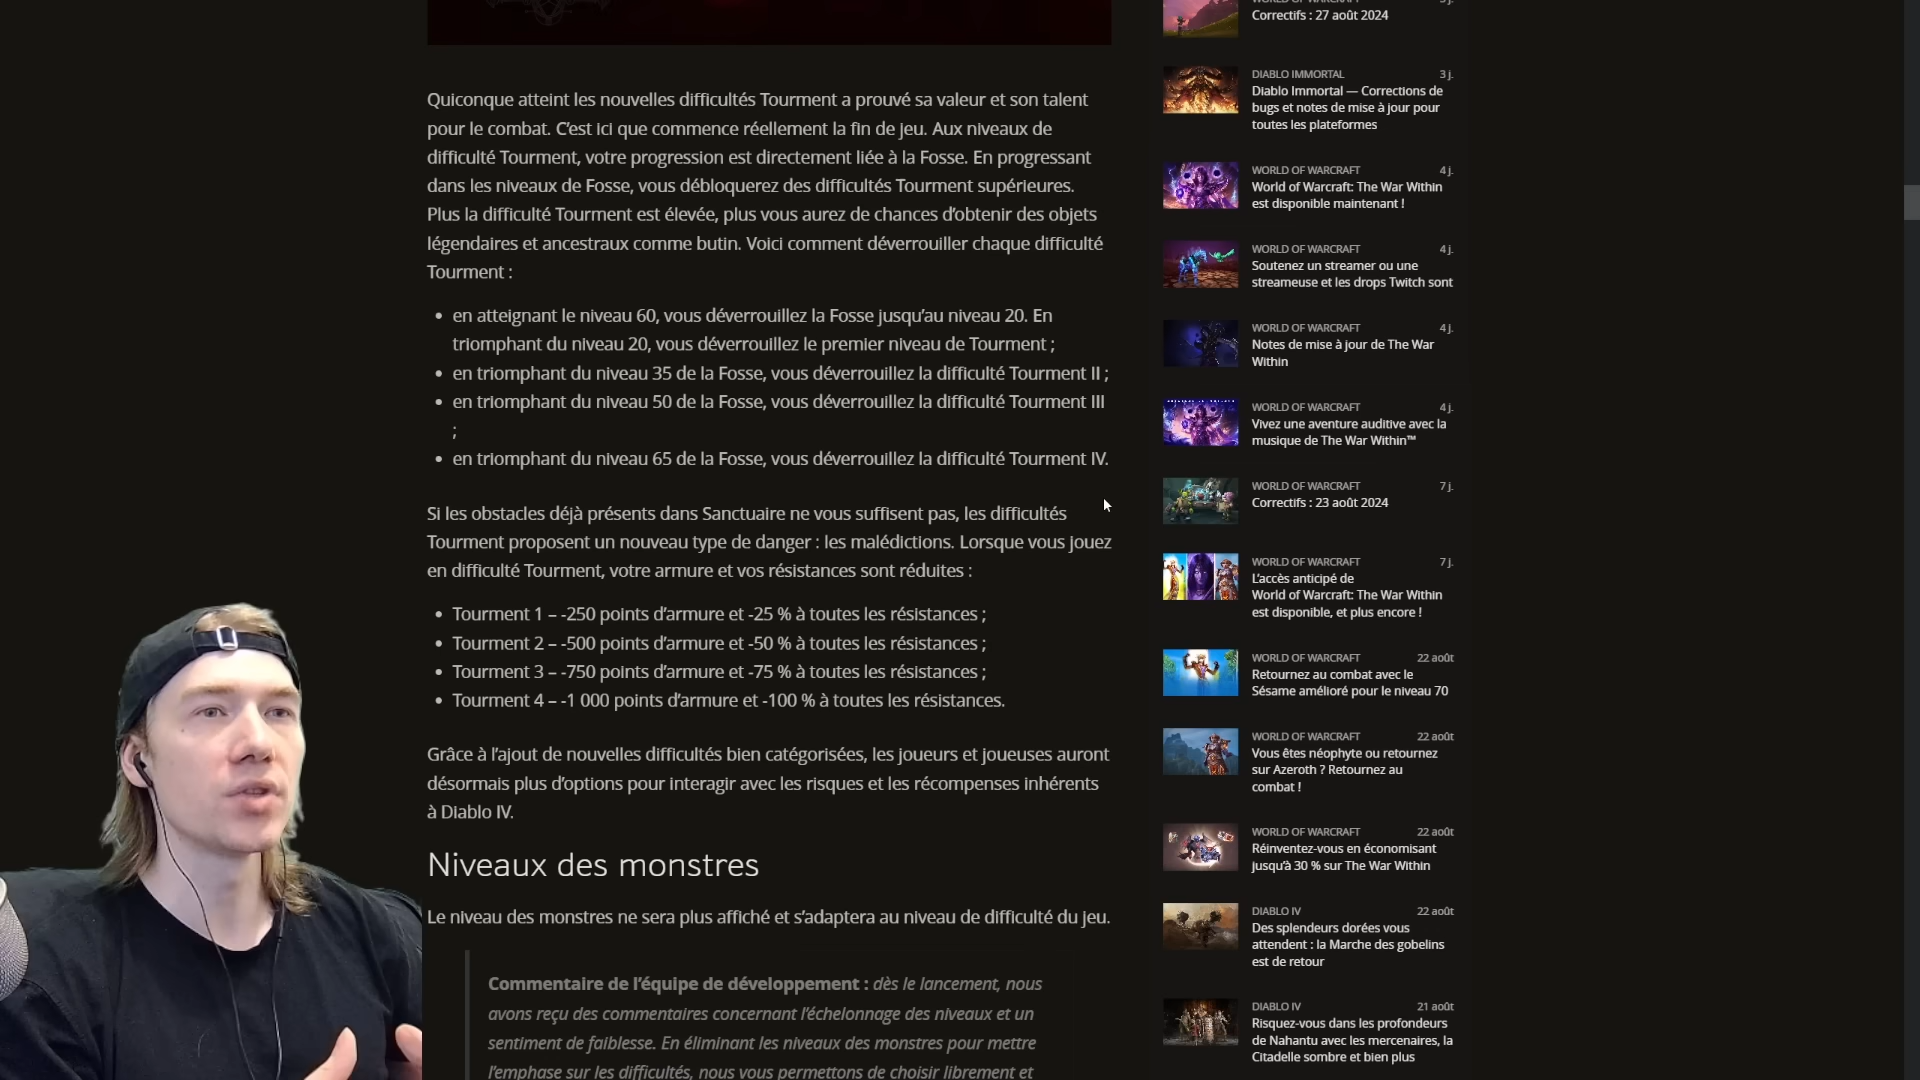 Quiconque atteint les nouvelles difficultés Tourment a prouvé sa valeur et son talent
pour le combat. C’est ici que commence réellement la fin de jeu. Aux niveaux de
difficulté Tourment, votre progression est directement liée à la Fosse. En progressant
dans les niveaux de Fosse, vous débloquerez des difficultés Tourment supérieures.
Plus la difficulté Tourment est élevée, plus vous aurez de chances d’obtenir des objets
légendaires et ancestraux comme butin. Voici comment déverrouiller chaque difficulté
Tourment :
• en atteignant le niveau 60, vous déverrouillez la Fosse jusqu’au niveau 20. En
triomphant du niveau 20, vous déverrouillez le premier niveau de Tourment ;
• en triomphant du niveau 35 de la Fosse, vous déverrouillez la difficulté Tourment II ;
• en triomphant du niveau 50 de la Fosse, vous déverrouillez la difficulté Tourment III
;
• en triomphant du niveau 65 de la Fosse, vous déverrouillez la difficulté Tourment IV.
Si les obstacles déjà présents dans Sanctuaire ne vous suffisent pas, les difficultés
Tourment proposent un nouveau type de danger : les malédictions. Lorsque vous jouez
en difficulté Tourment, votre armure et vos résistances sont réduites :
• Tourment 1 – -250 points d’armure et -25 % à toutes les résistances ;
• Tourment 2 – -500 points d’armure et -50 % à toutes les résistances ;
• Tourment 3 – -750 points d’armure et -75 % à toutes les résistances ;
• Tourment 4 – -1 000 points d’armure et -100 % à toutes les résistances.
Grâce à l’ajout de nouvelles difficultés bien catégorisées, les joueurs et joueuses auront
désormais plus d’options pour interagir avec les risques et les récompenses inhérents
à Diablo IV.
Niveaux des monstres
Le niveau des monstres ne sera plus affiché et s’adaptera au niveau de difficulté du jeu.
Commentaire de l’équipe de développement : dès le lancement, nous
avons reçu des commentaires concernant l’échelonnage des niveaux et un
sentiment de faiblesse. En éliminant les niveaux des monstres pour mettre
l’emphase sur les difficultés, nous vous permettons de choisir librement et
WORLD OF WARCRAFT 3 j.
Correctifs : 27 août 2024
DIABLO IMMORTAL 3 j.
Diablo Immortal — Corrections de
bugs et notes de mise à jour pour
toutes les plateformes
WORLD OF WARCRAFT 4 j.
World of Warcraft: The War Within
est disponible maintenant !
WORLD OF WARCRAFT 4 j.
Soutenez un streamer ou une
streameuse et les drops Twitch sont
WORLD OF WARCRAFT 4 j.
Notes de mise à jour de The War
Within
WORLD OF WARCRAFT 4 j.
Vivez une aventure auditive avec la
musique de The War Within™
WORLD OF WARCRAFT 7 j.
Correctifs : 23 août 2024
WORLD OF WARCRAFT 7 j.
L’accès anticipé de
World of Warcraft: The War Within
est disponible, et plus encore !
WORLD OF WARCRAFT 22 août
Retournez au combat avec le
Sésame amélioré pour le niveau 70
WORLD OF WARCRAFT 22 août
Vous êtes néophyte ou retournez
sur Azeroth ? Retournez au
combat !
WORLD OF WARCRAFT 22 août
Réinventez-vous en économisant
jusqu’à 30 % sur The War Within
DIABLO IV 22 août
Des splendeurs dorées vous
attendent : la Marche des gobelins
est de retour
DIABLO IV 21 août
Risquez-vous dans les profondeurs
de Nahantu avec les mercenaires, la
Citadelle sombre et bien plus